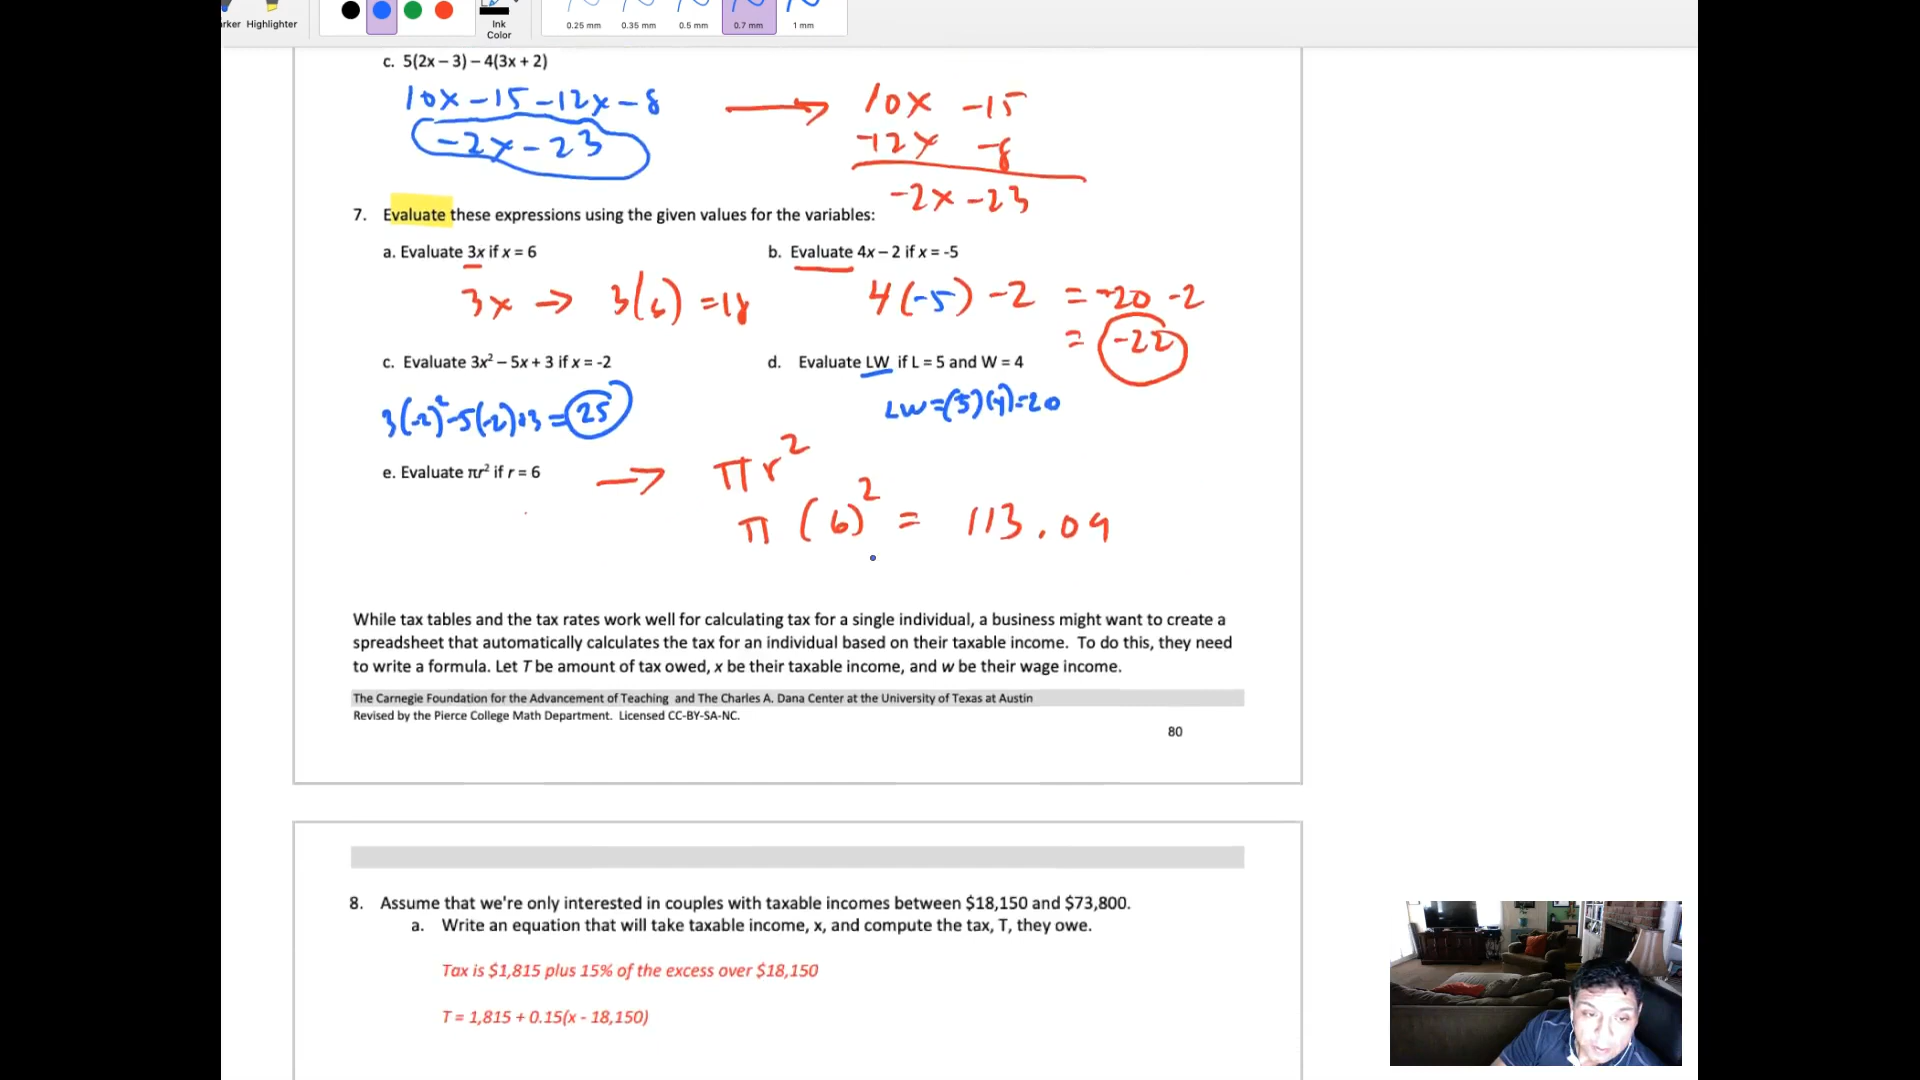 rker Highlighter Ink Color 0.25 mm 0.35 mm 0.5 mm 0.7 mm 1 mm
c. 5(2x – 3) – 4(3x + 2)
10x -15 -12x -8 → 10x -15
-2x - 23 -12x -8
-2x -23
7. Evaluate these expressions using the given values for the variables:
a. Evaluate 3x if x = 6 b. Evaluate 4x – 2 if x = -5
3x → 3(6) =18 4(-5) -2 = -20 -2
= -22
c. Evaluate 3x² – 5x + 3 if x = -2 d. Evaluate LW if L = 5 and W = 4
3(-2)²-5(-2)+3 = 25 LW=(5)(4)=20
e. Evaluate πr² if r = 6 → πr²
π (6)² = 113.09
While tax tables and the tax rates work well for calculating tax for a single individual, a business might want to create a
spreadsheet that automatically calculates the tax for an individual based on their taxable income. To do this, they need
to write a formula. Let T be amount of tax owed, x be their taxable income, and w be their wage income.
The Carnegie Foundation for the Advancement of Teaching and The Charles A. Dana Center at the University of Texas at Austin
Revised by the Pierce College Math Department. Licensed CC-BY-SA-NC.
80
8. Assume that we're only interested in couples with taxable incomes between $18,150 and $73,800.
a. Write an equation that will take taxable income, x, and compute the tax, T, they owe.
Tax is $1,815 plus 15% of the excess over $18,150
T = 1,815 + 0.15(x - 18,150)